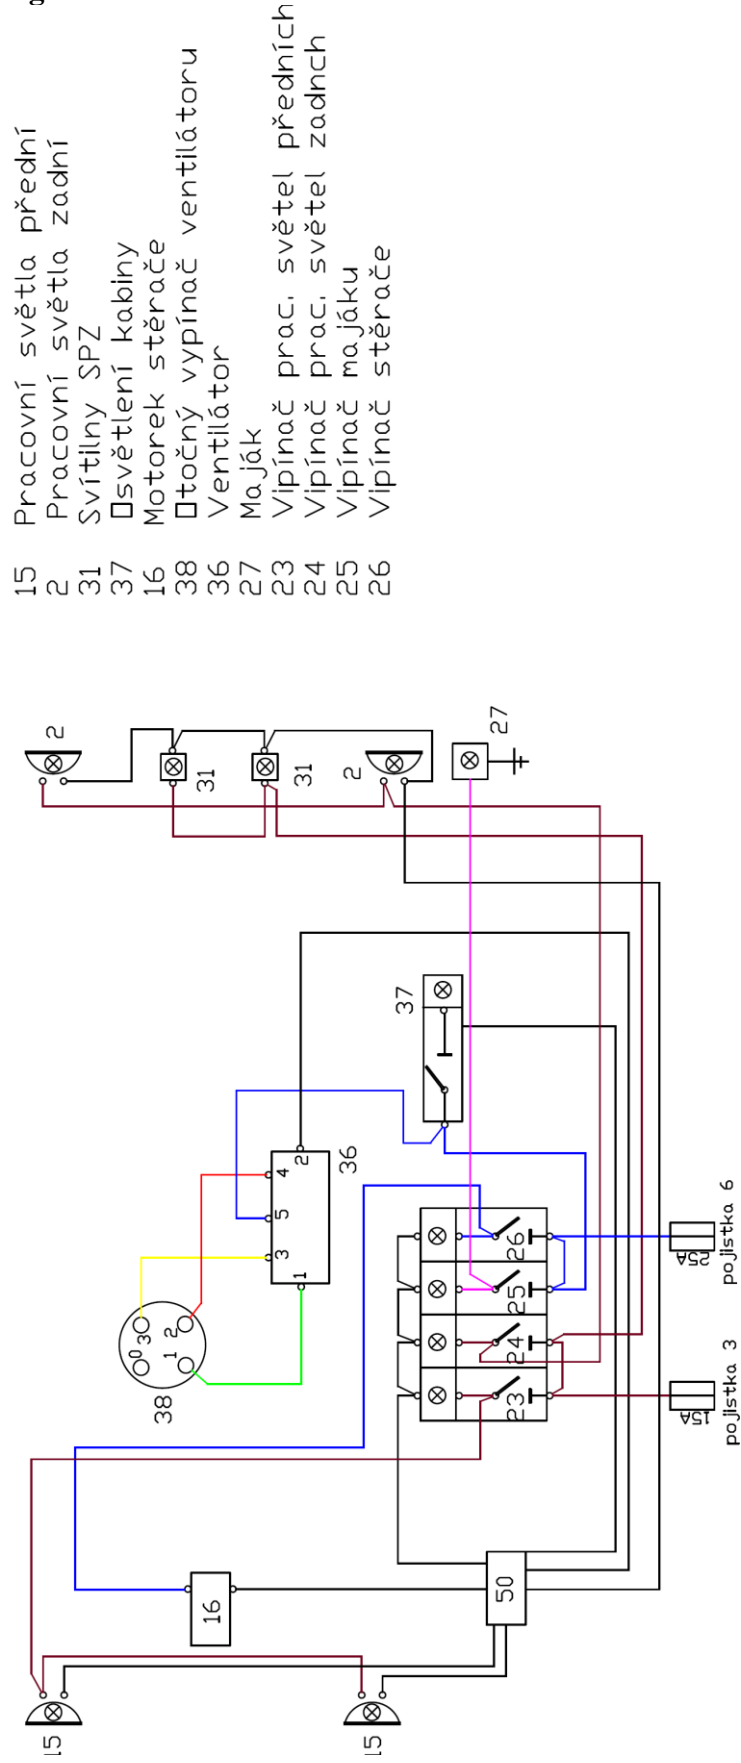 15 Pracovní světla přední
2 Pracovní světla zadní
31 Svítilny SPZ
37 Osvětlení kabiny
16 Motorek stěrače
38 Otočný vypínač ventilátoru
36 Ventilátor
27 Maják
23 Vipínač prac. světel předních
24 Vipínač prac. světel zadnch
25 Vipínač majáku
26 Vipínač stěrače
2
31
31
2
27
37
36
2
4
5
3
1
38
0
3
2
1
26
25
24
23
25A
pojistka 6
15A
pojistka 3
16
50
15
15